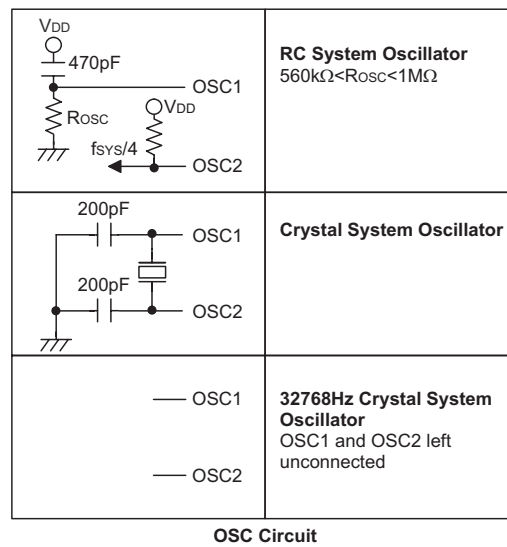 VDD
470pF
OSC1
ROSC
VDD
fSYS/4
OSC2
RC System Oscillator
560kΩ<ROSC<1MΩ
200pF
OSC1
200pF
OSC2
Crystal System Oscillator
OSC1
OSC2
32768Hz Crystal System
Oscillator
OSC1 and OSC2 left
unconnected
OSC Circuit